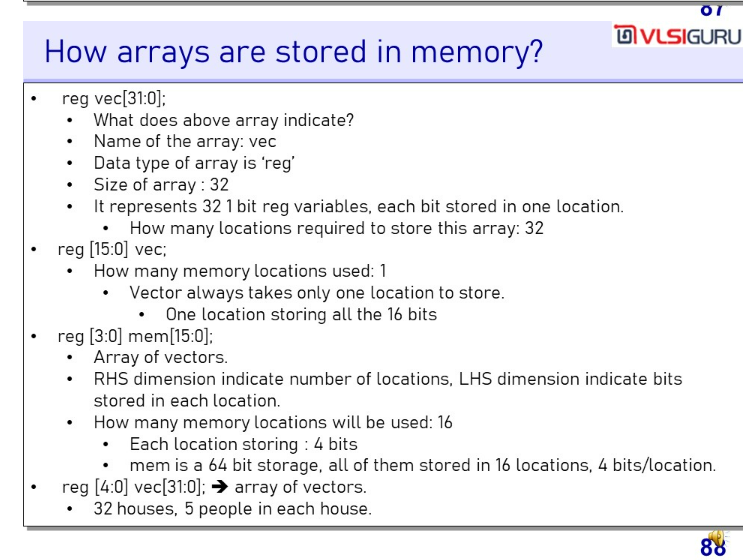 87
How arrays are stored in memory?
VLSIGURU
• reg vec[31:0];
• What does above array indicate?
• Name of the array: vec
• Data type of array is ‘reg’
• Size of array : 32
• It represents 32 1 bit reg variables, each bit stored in one location.
• How many locations required to store this array: 32
• reg [15:0] vec;
• How many memory locations used: 1
• Vector always takes only one location to store.
• One location storing all the 16 bits
• reg [3:0] mem[15:0];
• Array of vectors.
• RHS dimension indicate number of locations, LHS dimension indicate bits
stored in each location.
• How many memory locations will be used: 16
• Each location storing : 4 bits
• mem is a 64 bit storage, all of them stored in 16 locations, 4 bits/location.
• reg [4:0] vec[31:0]; ➔ array of vectors.
• 32 houses, 5 people in each house.
88